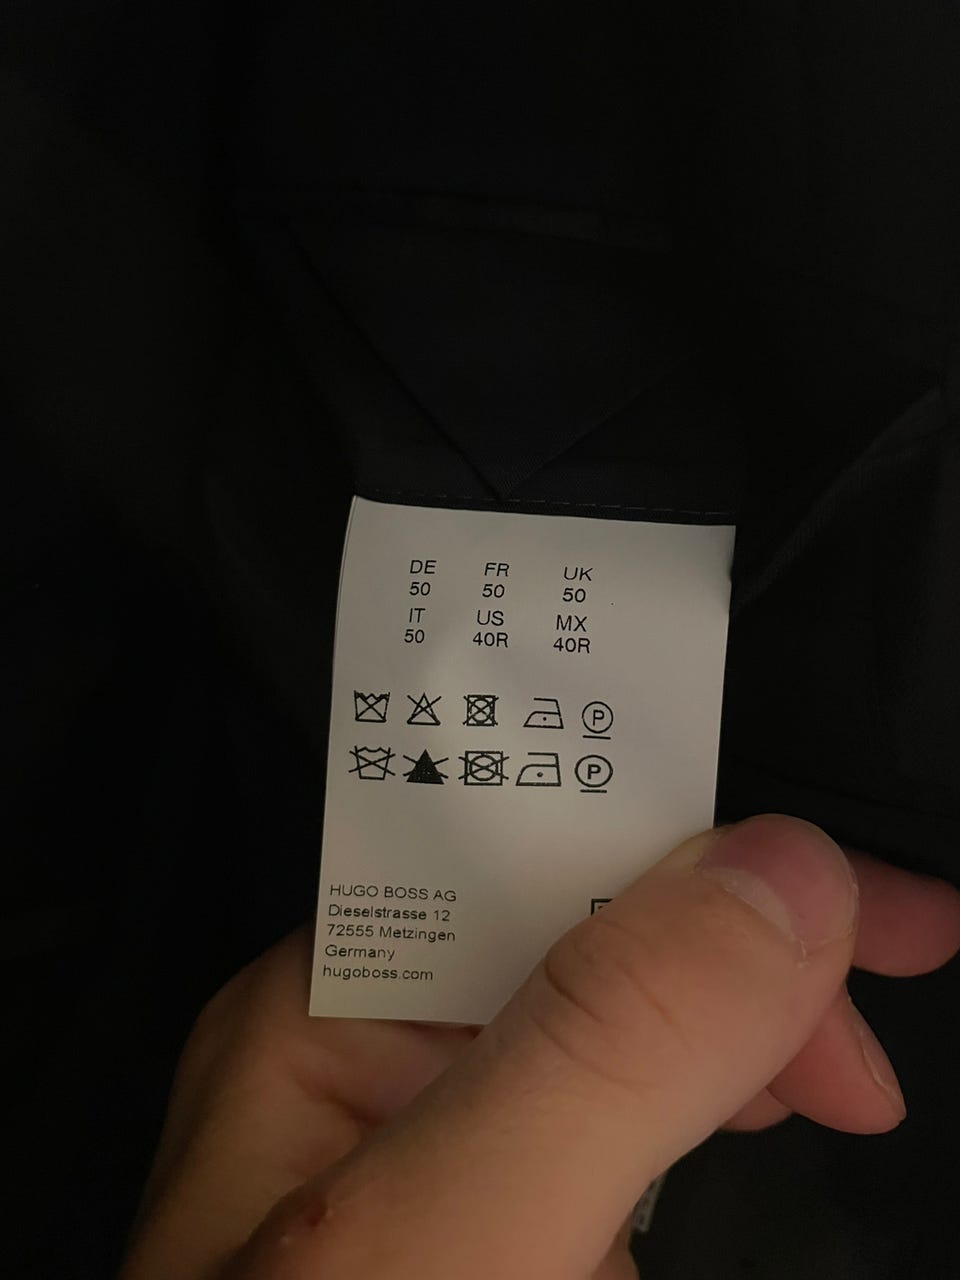 DE FR UK
50 50 50
IT US MX
50 40R 40R
P
P
HUGO BOSS AG
Dieselstrasse 12
72555 Metzingen
Germany
hugoboss.com